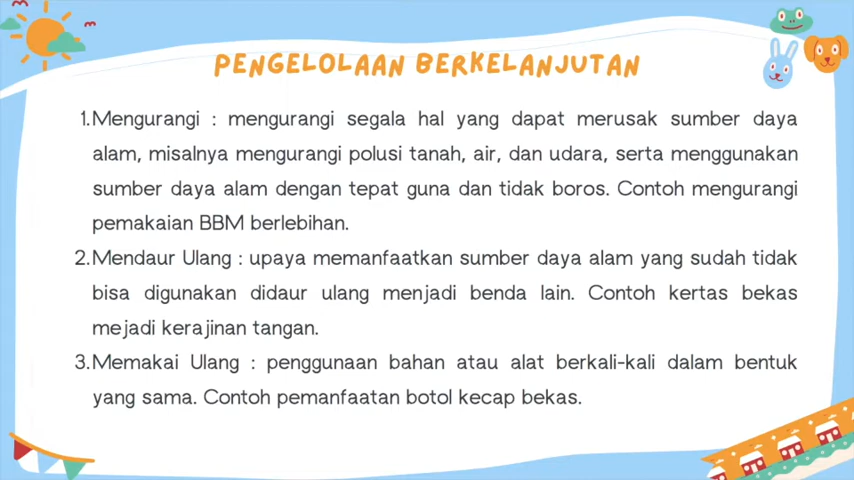 PENGELOLAAN BERKELANJUTAN
1. Mengurangi : mengurangi segala hal yang dapat merusak sumber daya
alam, misalnya mengurangi polusi tanah, air, dan udara, serta menggunakan
sumber daya alam dengan tepat guna dan tidak boros. Contoh mengurangi
pemakaian BBM berlebihan.
2. Mendaur Ulang : upaya memanfaatkan sumber daya alam yang sudah tidak
bisa digunakan didaur ulang menjadi benda lain. Contoh kertas bekas
mejadi kerajinan tangan.
3. Memakai Ulang : penggunaan bahan atau alat berkali-kali dalam bentuk
yang sama. Contoh pemanfaatan botol kecap bekas.